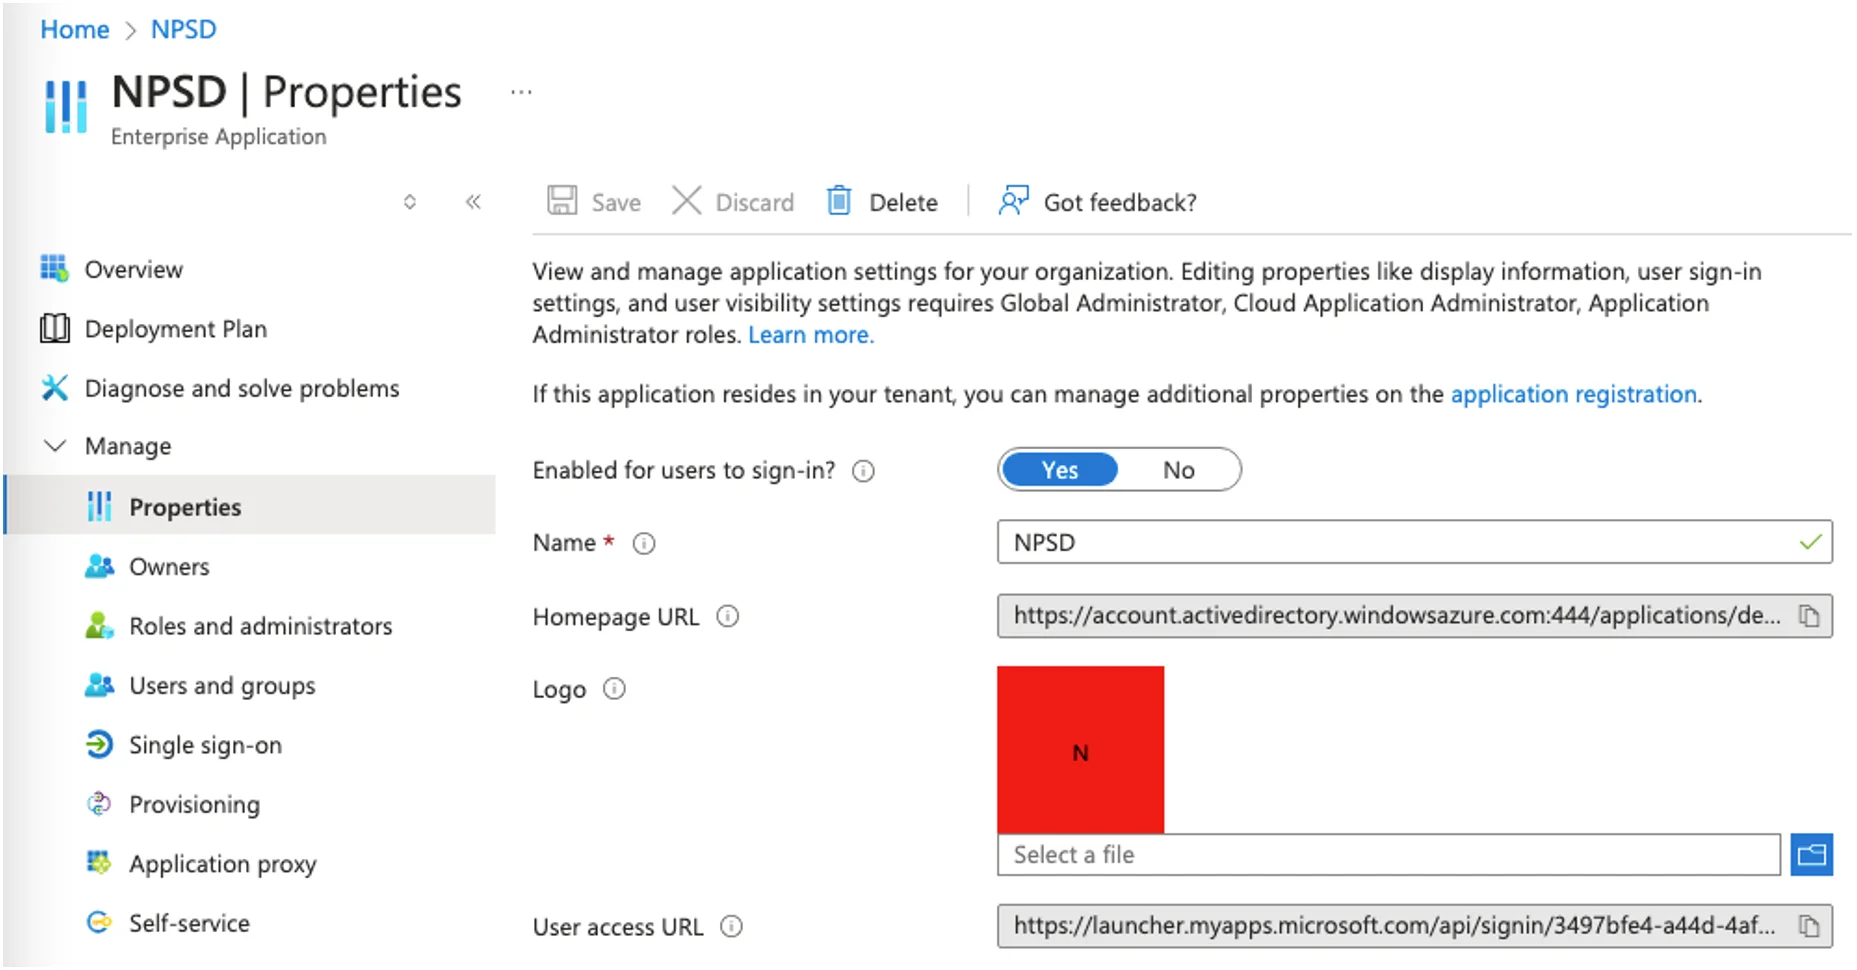 Home > NPSD
NPSD | Properties ...
Enterprise Application
Save Discard Delete Got feedback?
Overview
Deployment Plan
Diagnose and solve problems
Manage
Properties
Owners
Roles and administrators
Users and groups
Single sign-on
Provisioning
Application proxy
Self-service
View and manage application settings for your organization. Editing properties like display information, user sign-in
settings, and user visibility settings requires Global Administrator, Cloud Application Administrator, Application
Administrator roles. Learn more.
If this application resides in your tenant, you can manage additional properties on the application registration.
Enabled for users to sign-in? Yes No
Name * NPSD
Homepage URL https://account.activedirectory.windowsazure.com:444/applications/de...
Logo
N
Select a file
User access URL https://launcher.myapps.microsoft.com/api/signin/3497bfe4-a44d-4af...